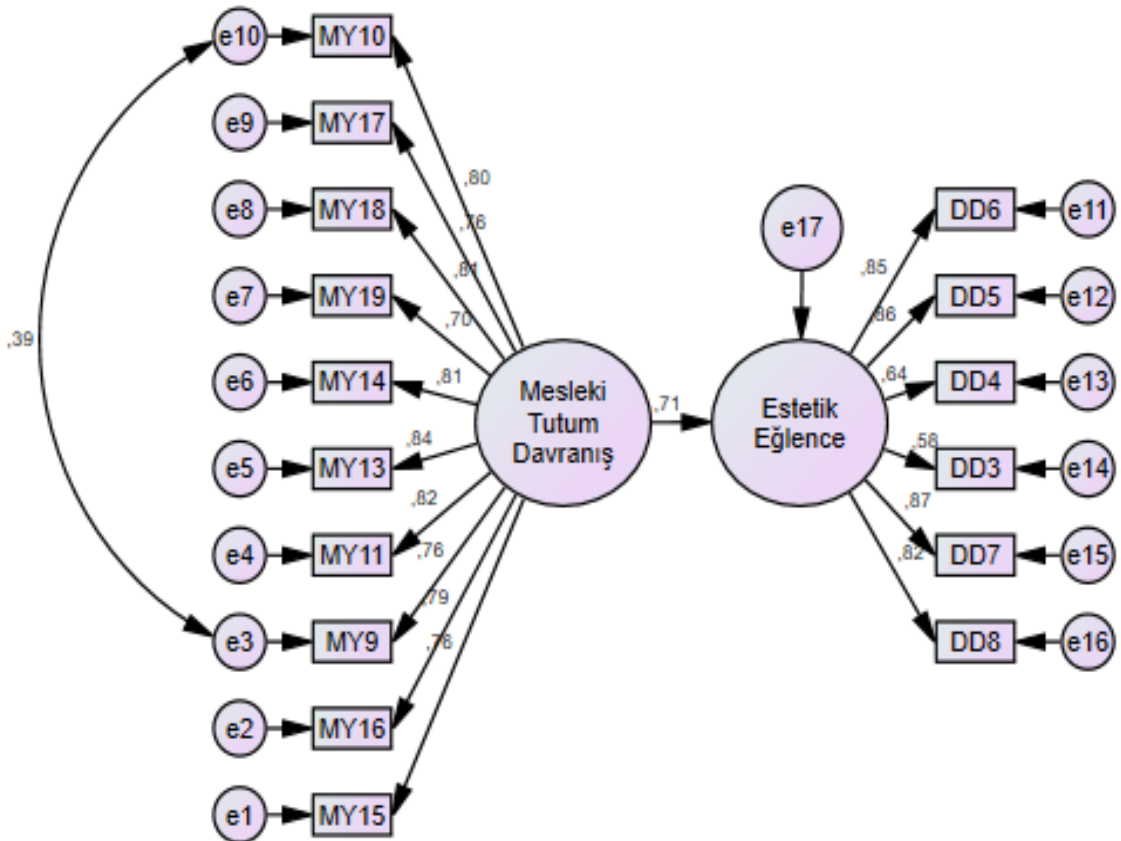 e10 MY10
e9 MY17
e8 MY18
e7 MY19
e6 MY14
e5 MY13
e4 MY11
e3 MY9
e2 MY16
e1 MY15
,39
,80
,76
,81
,70
,81
,84
,82
,76
,79
,76
Mesleki
Tutum
Davranış
,71
e17
Estetik
Eğlence
,85
,86
,64
,58
,87
,82
DD6 e11
DD5 e12
DD4 e13
DD3 e14
DD7 e15
DD8 e16